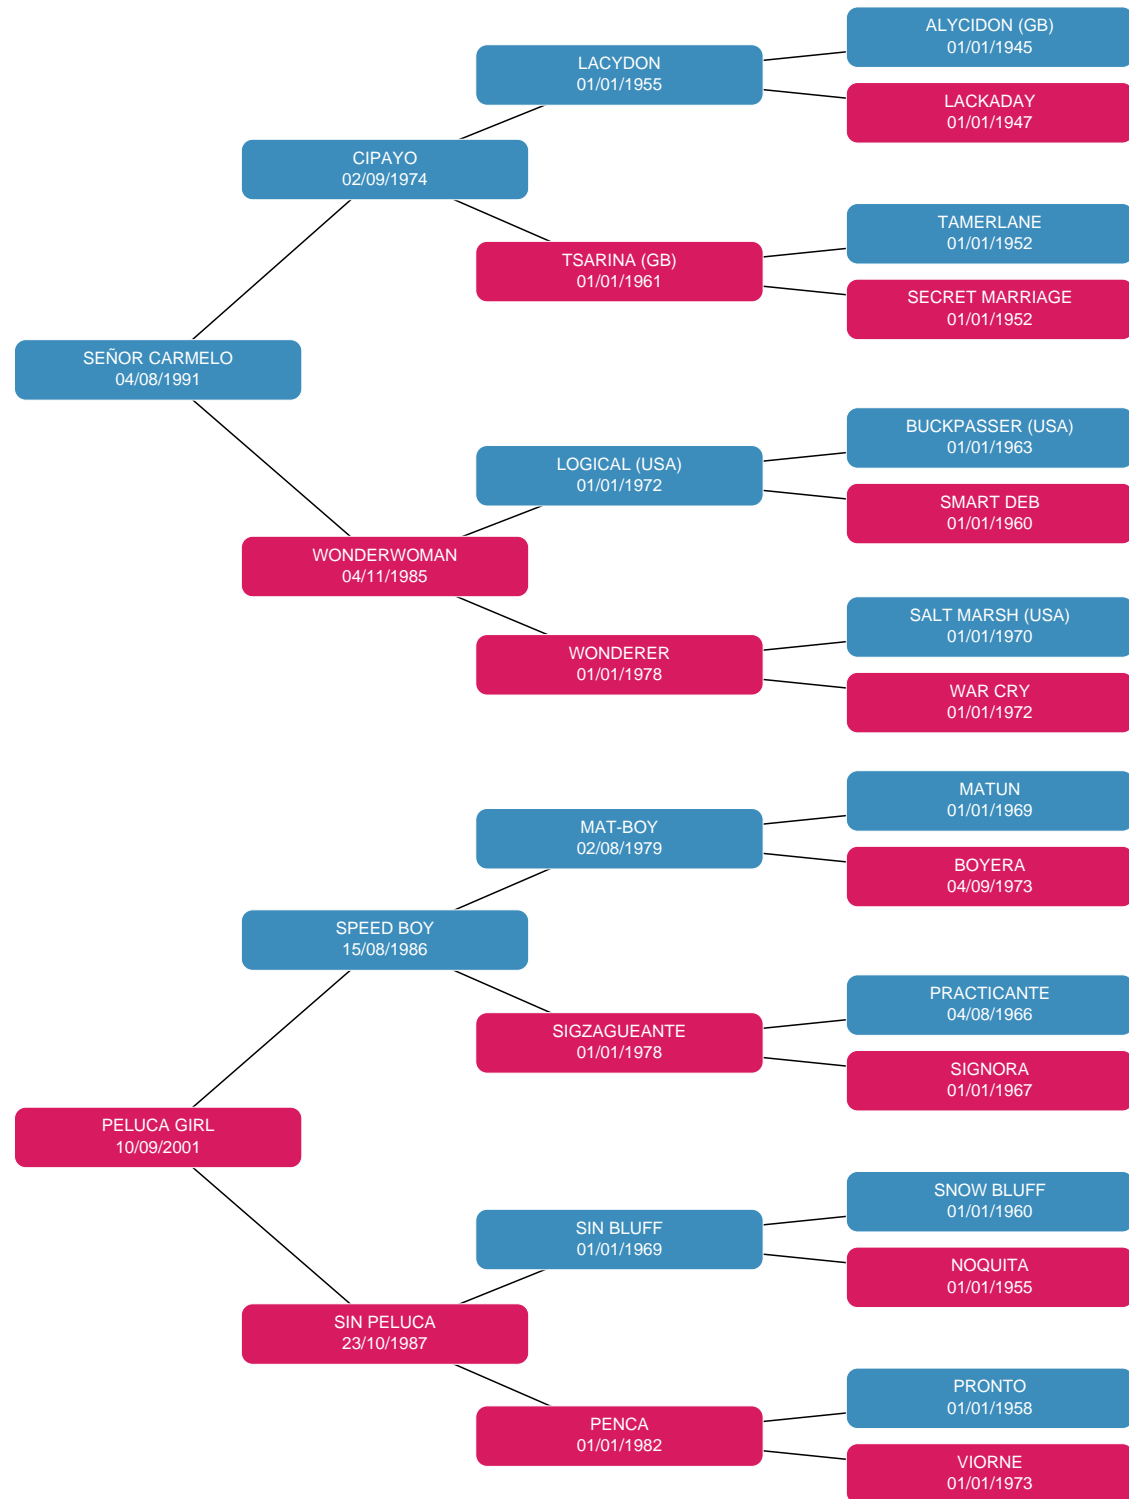 ALYCIDON (GB)
01/01/1945
LACYDON
01/01/1955
LACKADAY
01/01/1947
CIPAYO
02/09/1974
TAMERLANE
01/01/1952
TSARINA (GB)
01/01/1961
SECRET MARRIAGE
01/01/1952
SEÑOR CARMELO
04/08/1991
BUCKPASSER (USA)
01/01/1963
LOGICAL (USA)
01/01/1972
SMART DEB
01/01/1960
WONDERWOMAN
04/11/1985
SALT MARSH (USA)
01/01/1970
WONDERER
01/01/1978
WAR CRY
01/01/1972
MATUN
01/01/1969
MAT-BOY
02/08/1979
BOYERA
04/09/1973
SPEED BOY
15/08/1986
PRACTICANTE
04/08/1966
SIGZAGUEANTE
01/01/1978
SIGNORA
01/01/1967
PELUCA GIRL
10/09/2001
SNOW BLUFF
01/01/1960
SIN BLUFF
01/01/1969
NOQUITA
01/01/1955
SIN PELUCA
23/10/1987
PRONTO
01/01/1958
PENCA
01/01/1982
VIORNE
01/01/1973